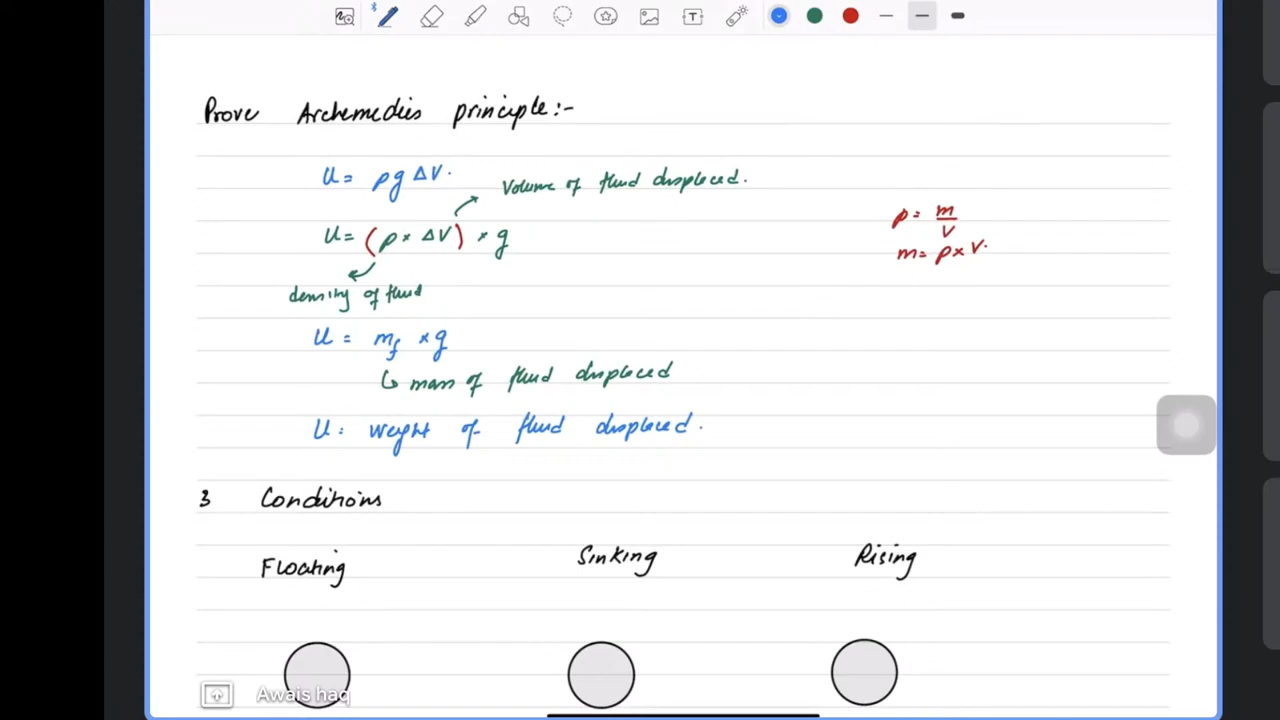 Prove Archemedies principle:-
U = ρg ΔV.
Volume of fluid displaced.
U = (ρ × ΔV) × g
ρ = m/V
m = ρ × V.
density of fluid
U = mf × g
↳ mass of fluid displaced
U = weight of fluid displaced.
3 Conditions
Floating Sinking Rising
Awais haq